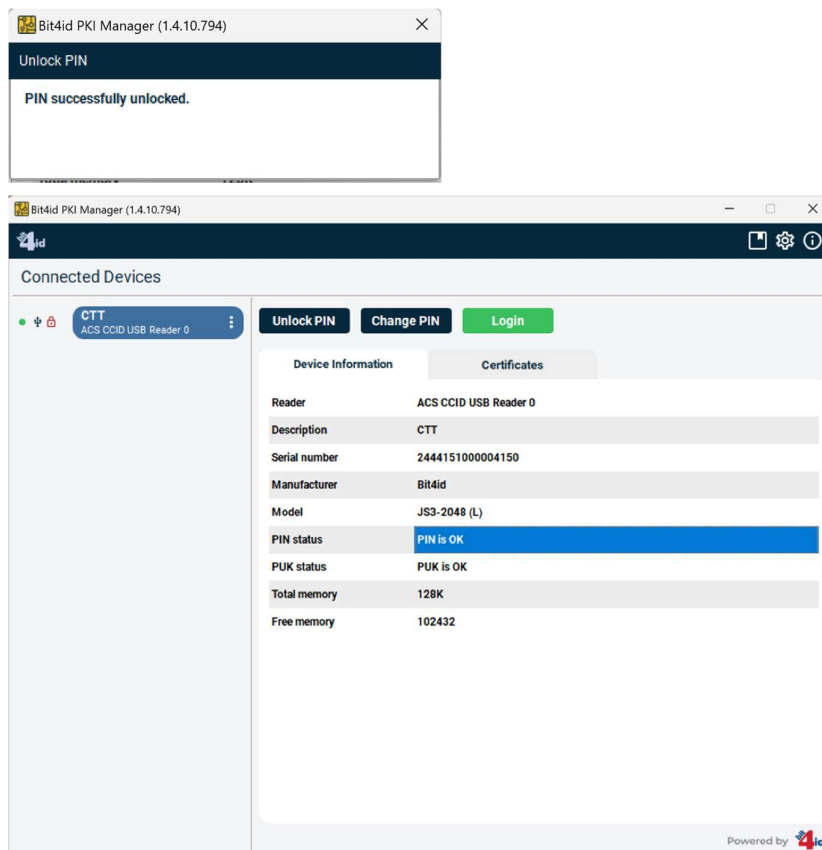 Bit4id PKI Manager (1.4.10.794)
Unlock PIN
PIN successfully unlocked.
Bit4id PKI Manager (1.4.10.794)
4id
Connected Devices
CTT
ACS CCID USB Reader 0
Unlock PIN Change PIN Login
Device Information Certificates
Reader ACS CCID USB Reader 0
Description CTT
Serial number 2444151000004150
Manufacturer Bit4id
Model JS3-2048 (L)
PIN status PIN is OK
PUK status PUK is OK
Total memory 128K
Free memory 102432
Powered by 4id